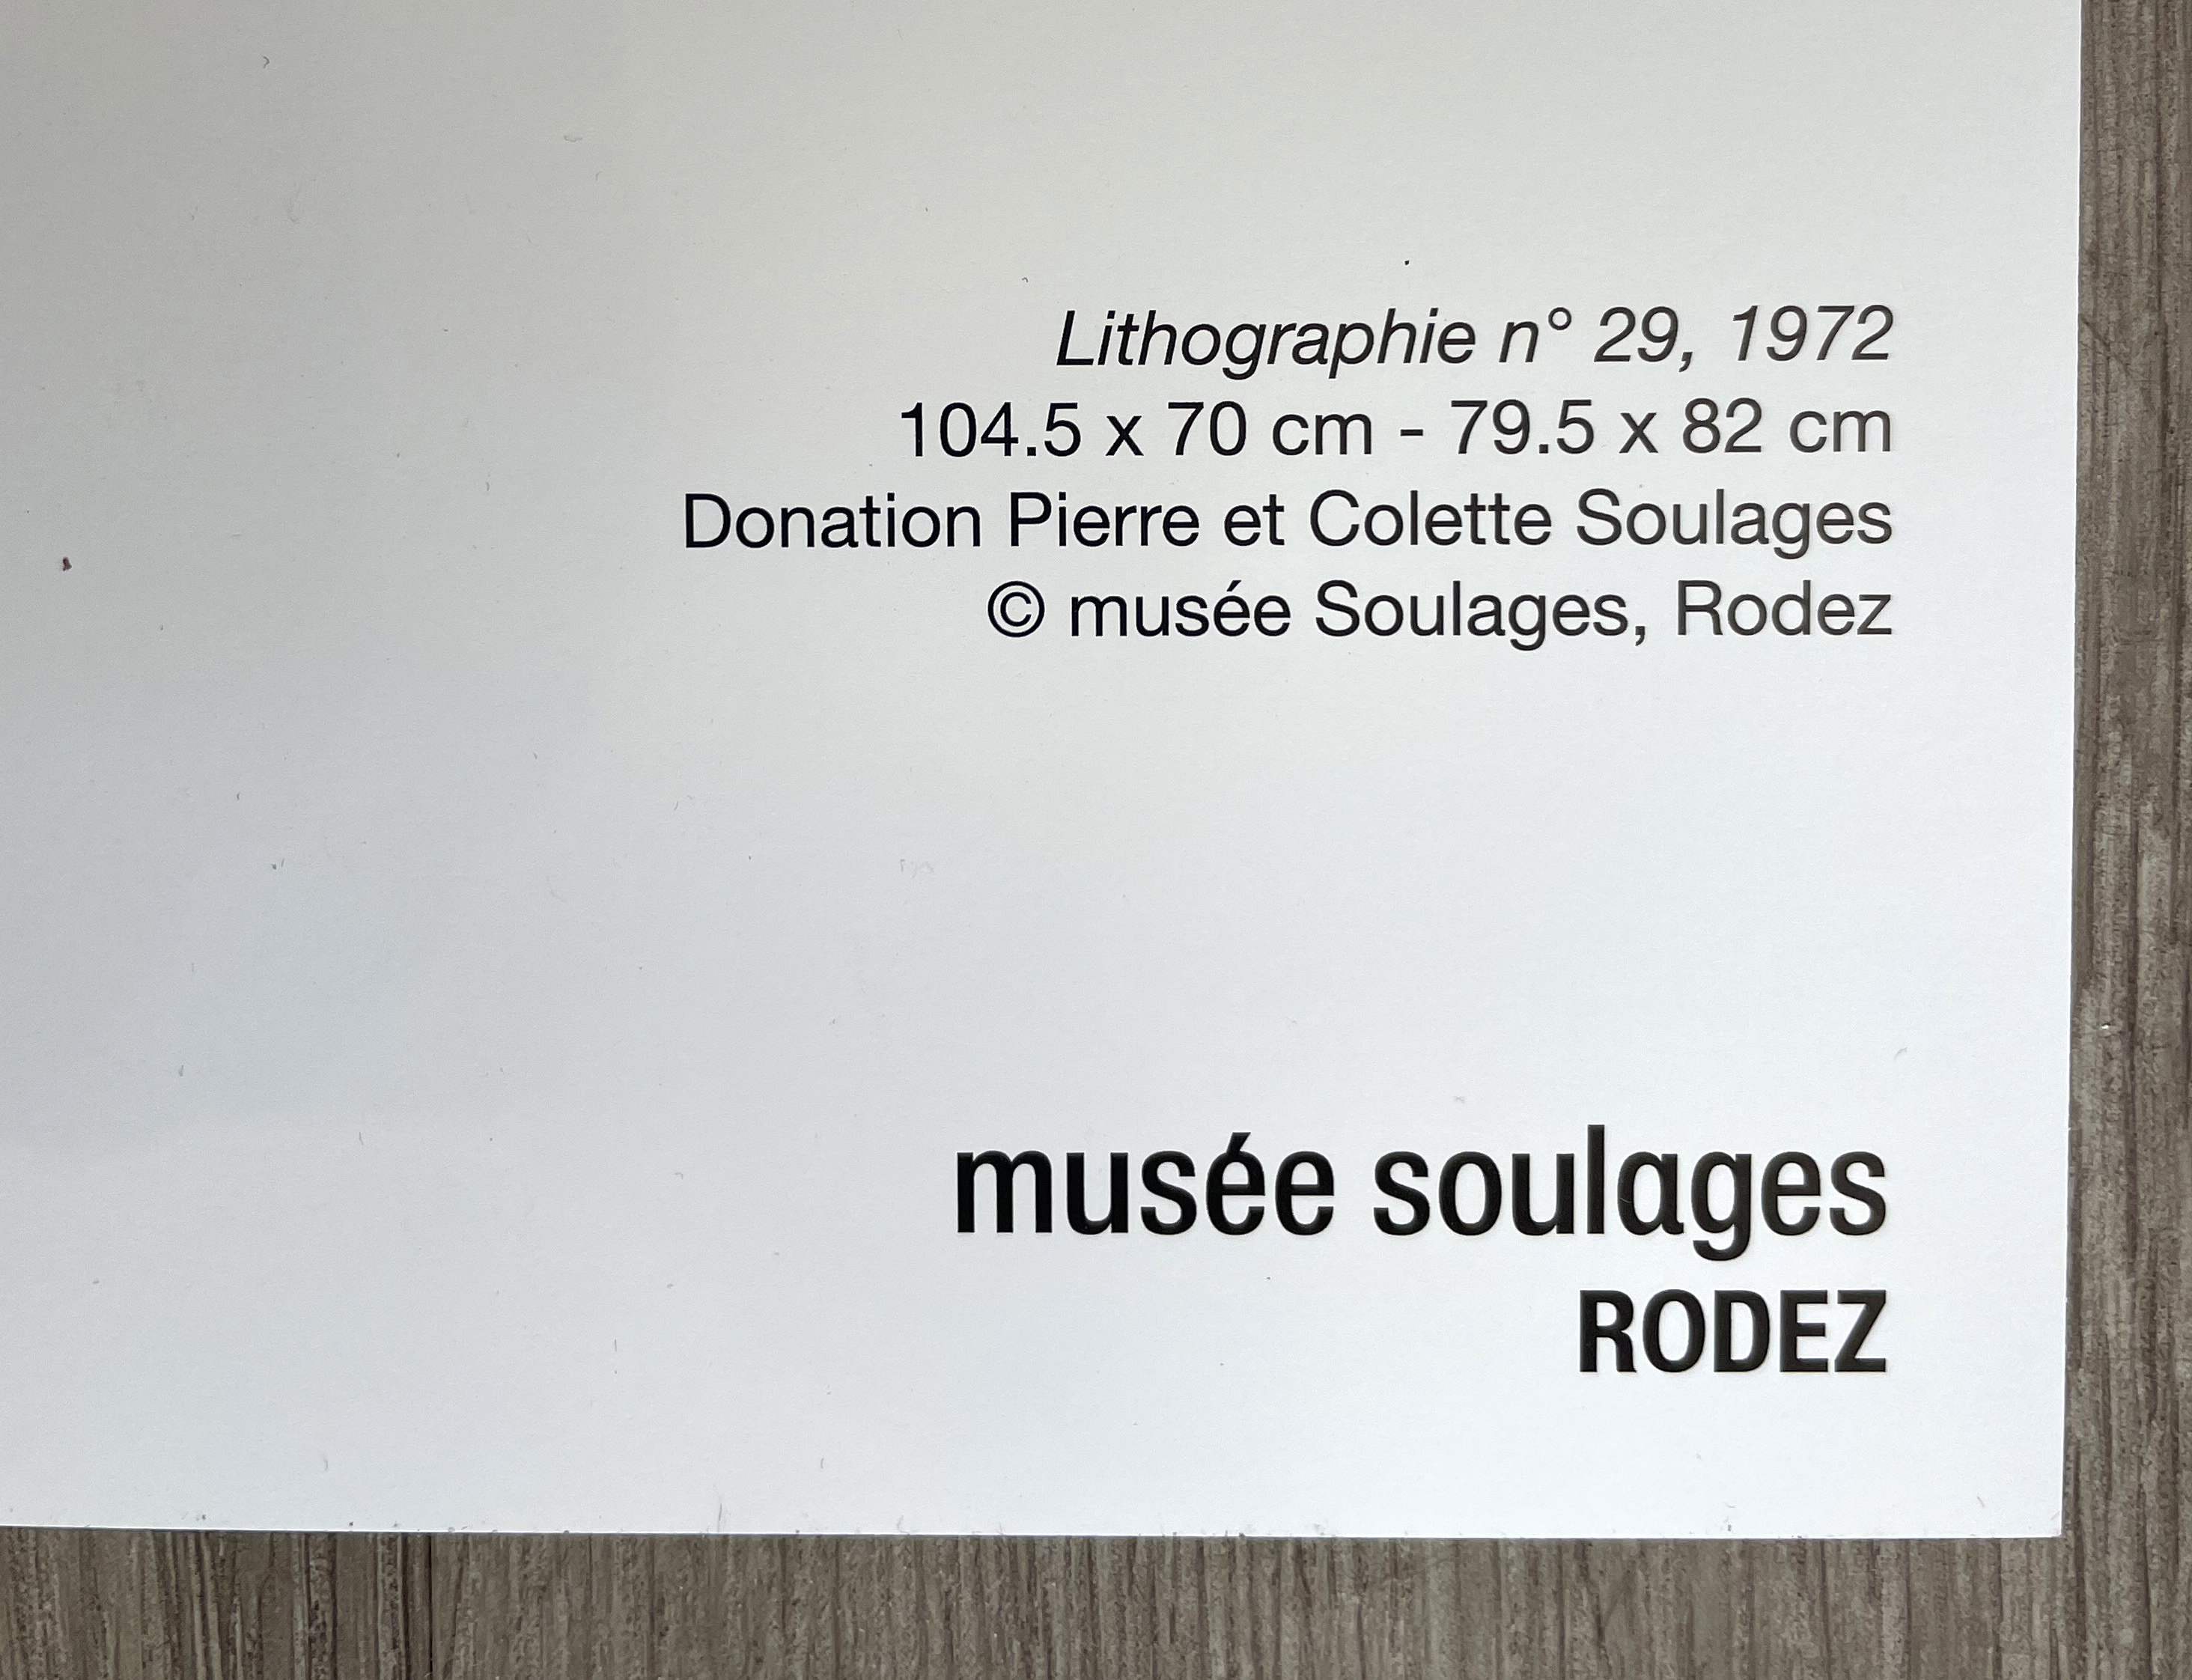 Lithographie n° 29, 1972
104.5 x 70 cm - 79.5 x 82 cm
Donation Pierre et Colette Soulages
© musée Soulages, Rodez
musée soulages
RODEZ